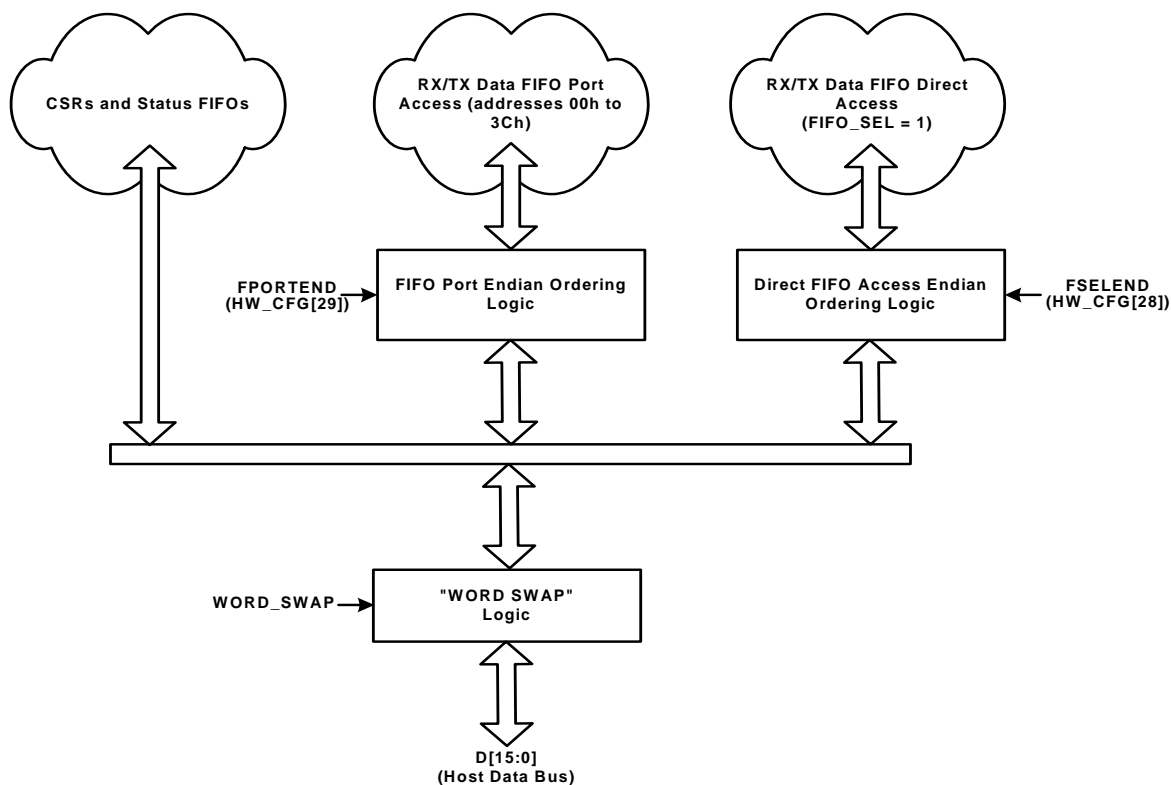 CSRs and Status FIFOs
RX/TX Data FIFO Port
Access (addresses 00h to
3Ch)
RX/TX Data FIFO Direct
Access
(FIFO_SEL = 1)
FPORTEND
(HW_CFG[29])
FIFO Port Endian Ordering
Logic
Direct FIFO Access Endian
Ordering Logic
FSELEND
(HW_CFG[28])
WORD_SWAP
"WORD SWAP"
Logic
D[15:0]
(Host Data Bus)